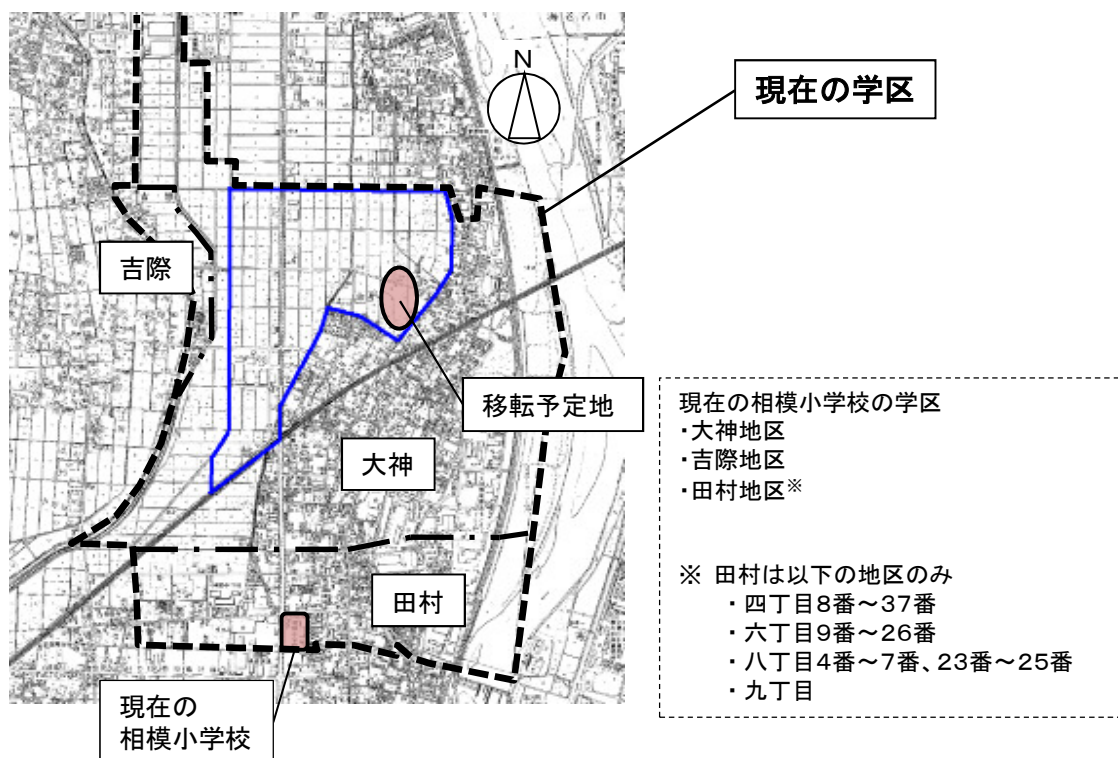 N
現在の学区
吉際
移転予定地
大神
田村
現在の
相模小学校
現在の相模小学校の学区
・大神地区
・吉際地区
・田村地区※
※ 田村は以下の地区のみ
・四丁目8番～37番
・六丁目9番～26番
・八丁目4番～7番、23番～25番
・九丁目